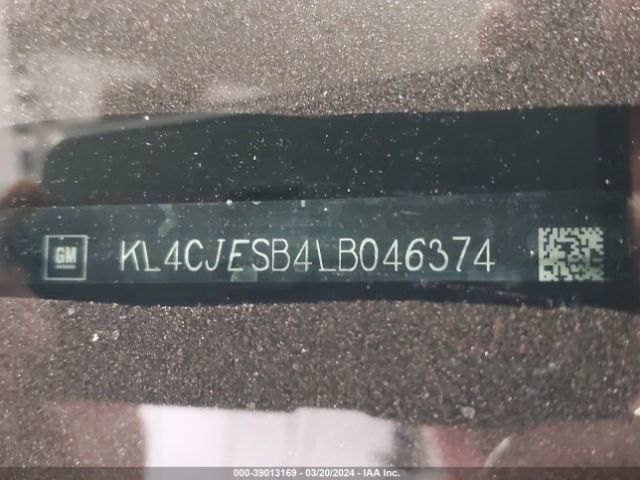 GM KL4CJESB4LB046374
000-39013169 - 03/20/2024 - IAA Inc.